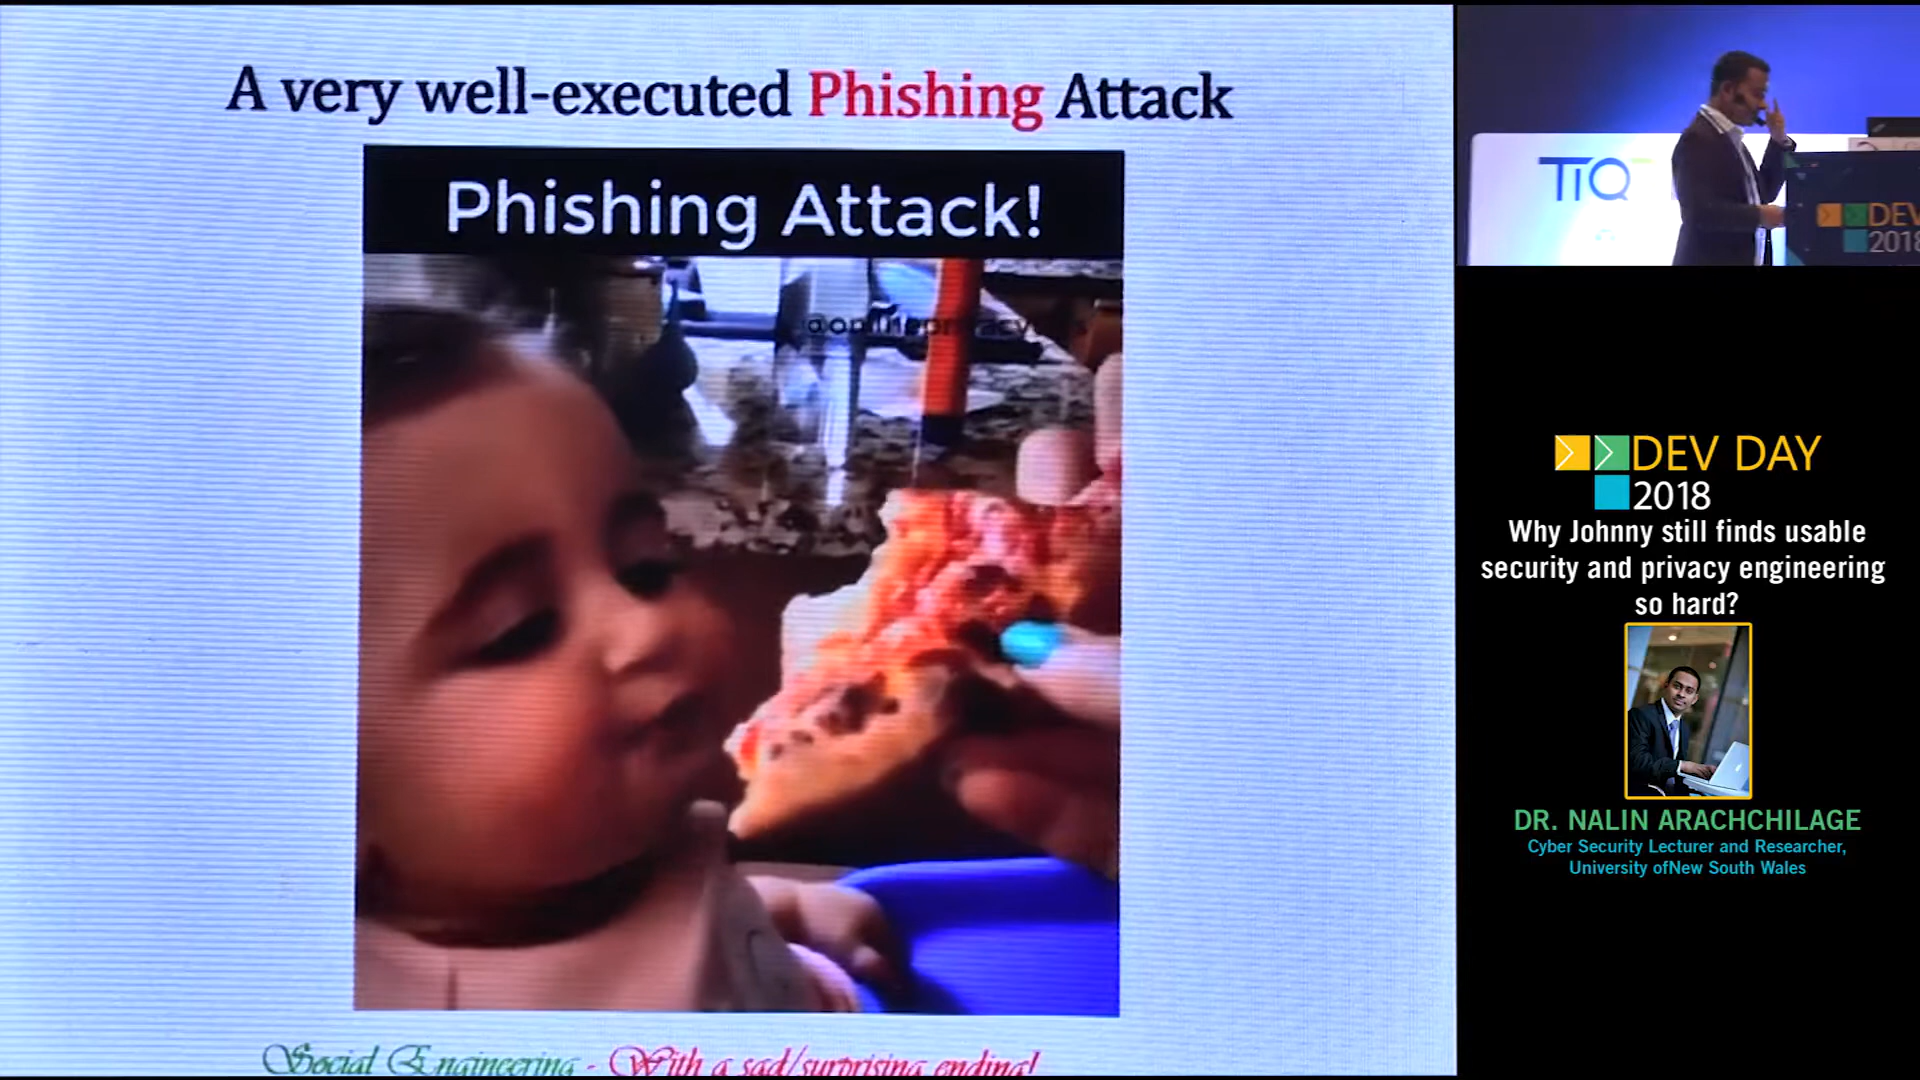 A very well-executed Phishing Attack
Phishing Attack!
Social Engineering - With a sad/surprising ending!
TiQ
DEV
2018
DEV DAY
2018
Why Johnny still finds usable
security and privacy engineering
so hard?
DR. NALIN ARACHCHILAGE
Cyber Security Lecturer and Researcher,
University ofNew South Wales